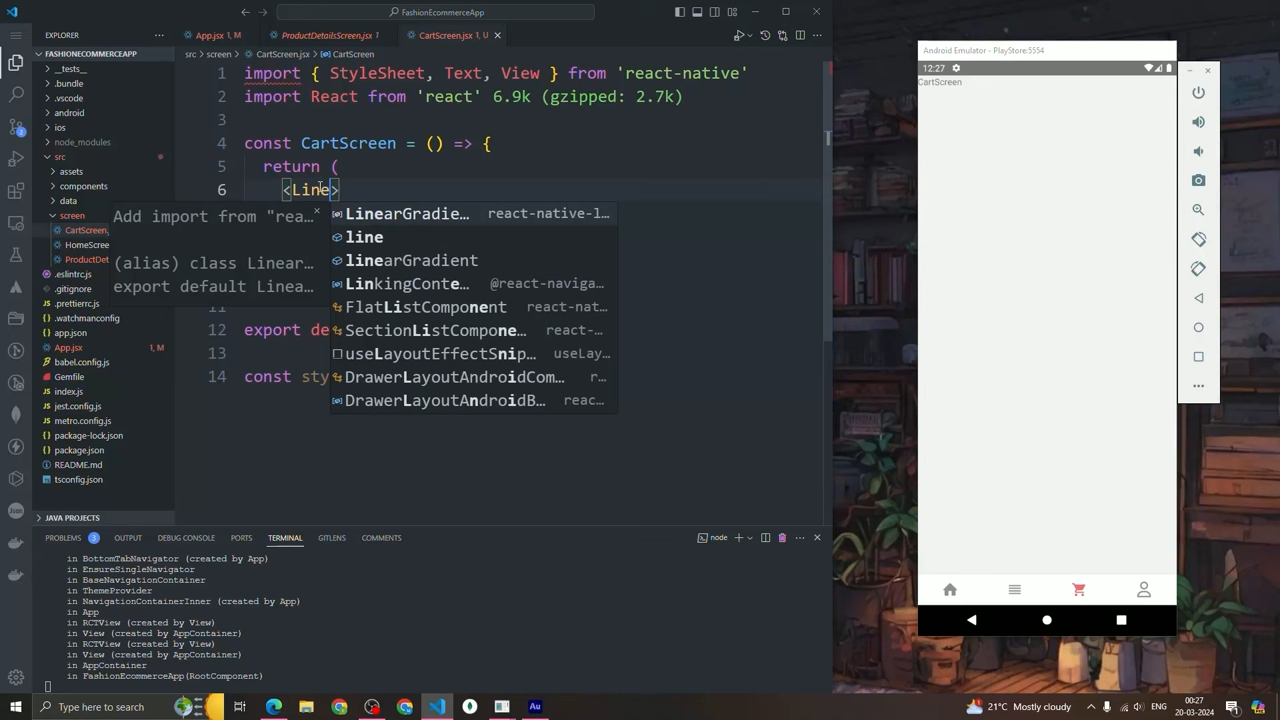 FashionEcommerceApp
EXPLORER
App.jsx 1, M
ProductDetailsScreen.jsx 1
CartScreen.jsx 1, U
FASHIONECOMMERCEAPP
src > screen > CartScreen.jsx > CartScreen
__tests__
.bundle
.vscode
android
ios
node_modules
src
assets
components
data
screen
CartScreen.
HomeScree
ProductDet
.eslintrc.js
.gitignore
.prettierrc.js
.watchmanconfig
app.json
App.jsx 1, M
babel.config.js
Gemfile
index.js
jest.config.js
metro.config.js
package-lock.json
package.json
README.md
tsconfig.json
JAVA PROJECTS
1 import { StyleSheet, Text, View } from 'react-native'
2 import React from 'react' 6.9k (gzipped: 2.7k)
3
4 const CartScreen = () => {
5 return (
6 <Line>
Add import from "rea...
(alias) class Linear...
export default Linea...
LinearGradie... react-native-l...
line
linearGradient
LinkingConte... @react-naviga...
FlatListComponent react-nat...
SectionListCompone... react-...
useLayoutEffectSnip... useLay...
DrawerLayoutAndroidCom... r...
DrawerLayoutAndroidB... reac...
12 export de
13
14 const sty
PROBLEMS 3 OUTPUT DEBUG CONSOLE PORTS TERMINAL GITLENS COMMENTS
node
in BottomTabNavigator (created by App)
in EnsureSingleNavigator
in BaseNavigationContainer
in ThemeProvider
in NavigationContainerInner (created by App)
in App
in RCTView (created by View)
in View (created by AppContainer)
in RCTView (created by View)
in View (created by AppContainer)
in AppContainer
in FashionEcommerceApp(RootComponent)
Android Emulator - PlayStore:5554
12:27
CartScreen
Type here to search
Au
21°C Mostly cloudy
ENG
00:27
20-03-2024